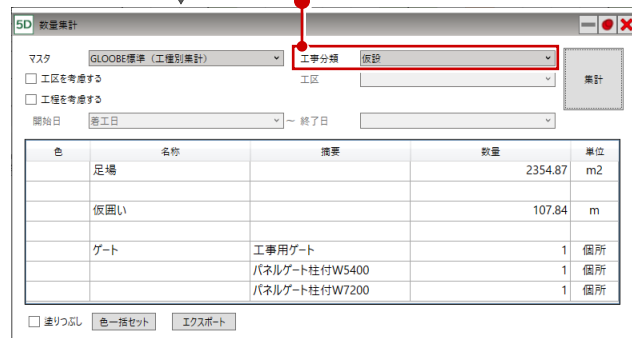 5D 数量集計
マスタ GLOOBE標準（工種別集計） 工事分類 仮設
工区を考慮する 工区 集計
工程を考慮する
開始日 着工日 ～ 終了日
色 名称 摘要 数量 単位
足場 2354.87 m2
仮囲い 107.84 m
ゲート 工事用ゲート 1 個所
パネルゲート柱付W5400 1 個所
パネルゲート柱付W7200 1 個所
塗りつぶし 色一括セット エクスポート